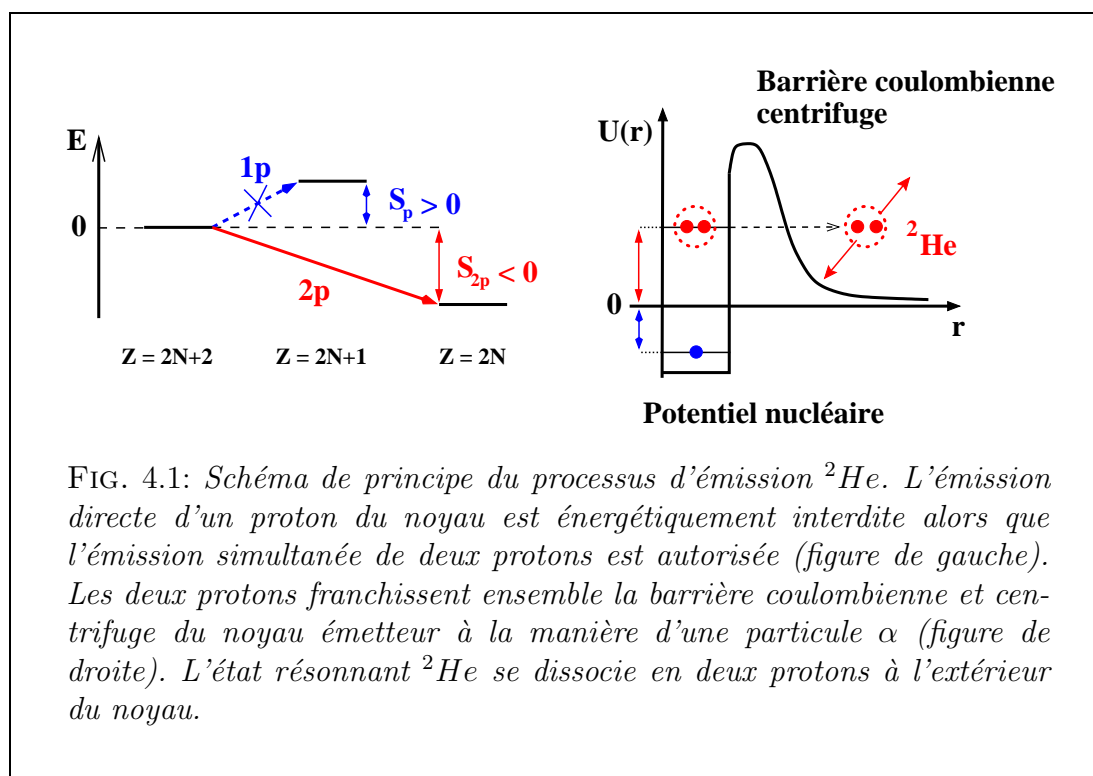 Barrière coulombienne
centrifuge
E
U(r)
1p
S_p > 0
0
²He
S_2p < 0
2p
0
r
Z = 2N+2 Z = 2N+1 Z = 2N
Potentiel nucléaire
FIG. 4.1: Schéma de principe du processus d'émission ²He. L'émission
directe d'un proton du noyau est énergétiquement interdite alors que
l'émission simultanée de deux protons est autorisée (figure de gauche).
Les deux protons franchissent ensemble la barrière coulombienne et cen-
trifuge du noyau émetteur à la manière d'une particule α (figure de
droite). L'état résonnant ²He se dissocie en deux protons à l'extérieur
du noyau.